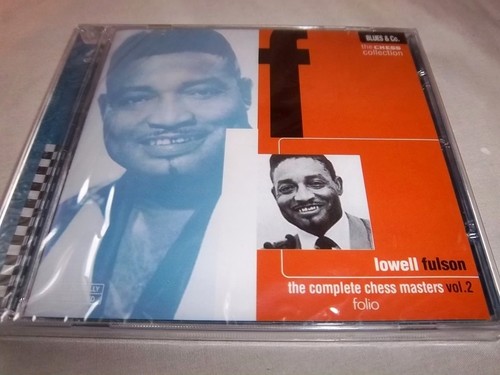 f
BLUES & Co.
the CHESS
collection
lowell fulson
the complete chess masters vol.2
folio